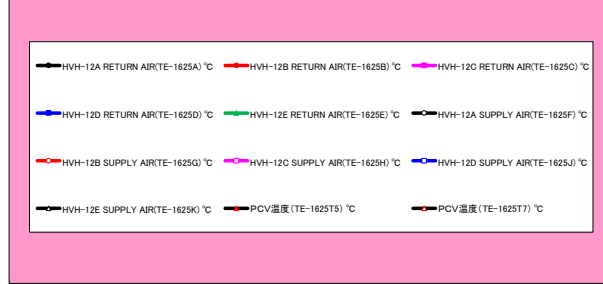 HVH-12A RETURN AIR(TE-1625A) ℃
HVH-12B RETURN AIR(TE-1625B) ℃
HVH-12C RETURN AIR(TE-1625C) ℃
HVH-12D RETURN AIR(TE-1625D) ℃
HVH-12E RETURN AIR(TE-1625E) ℃
HVH-12A SUPPLY AIR(TE-1625F) ℃
HVH-12B SUPPLY AIR(TE-1625G) ℃
HVH-12C SUPPLY AIR(TE-1625H) ℃
HVH-12D SUPPLY AIR(TE-1625J) ℃
HVH-12E SUPPLY AIR(TE-1625K) ℃
PCV温度(TE-1625T5) ℃
PCV温度(TE-1625T7) ℃